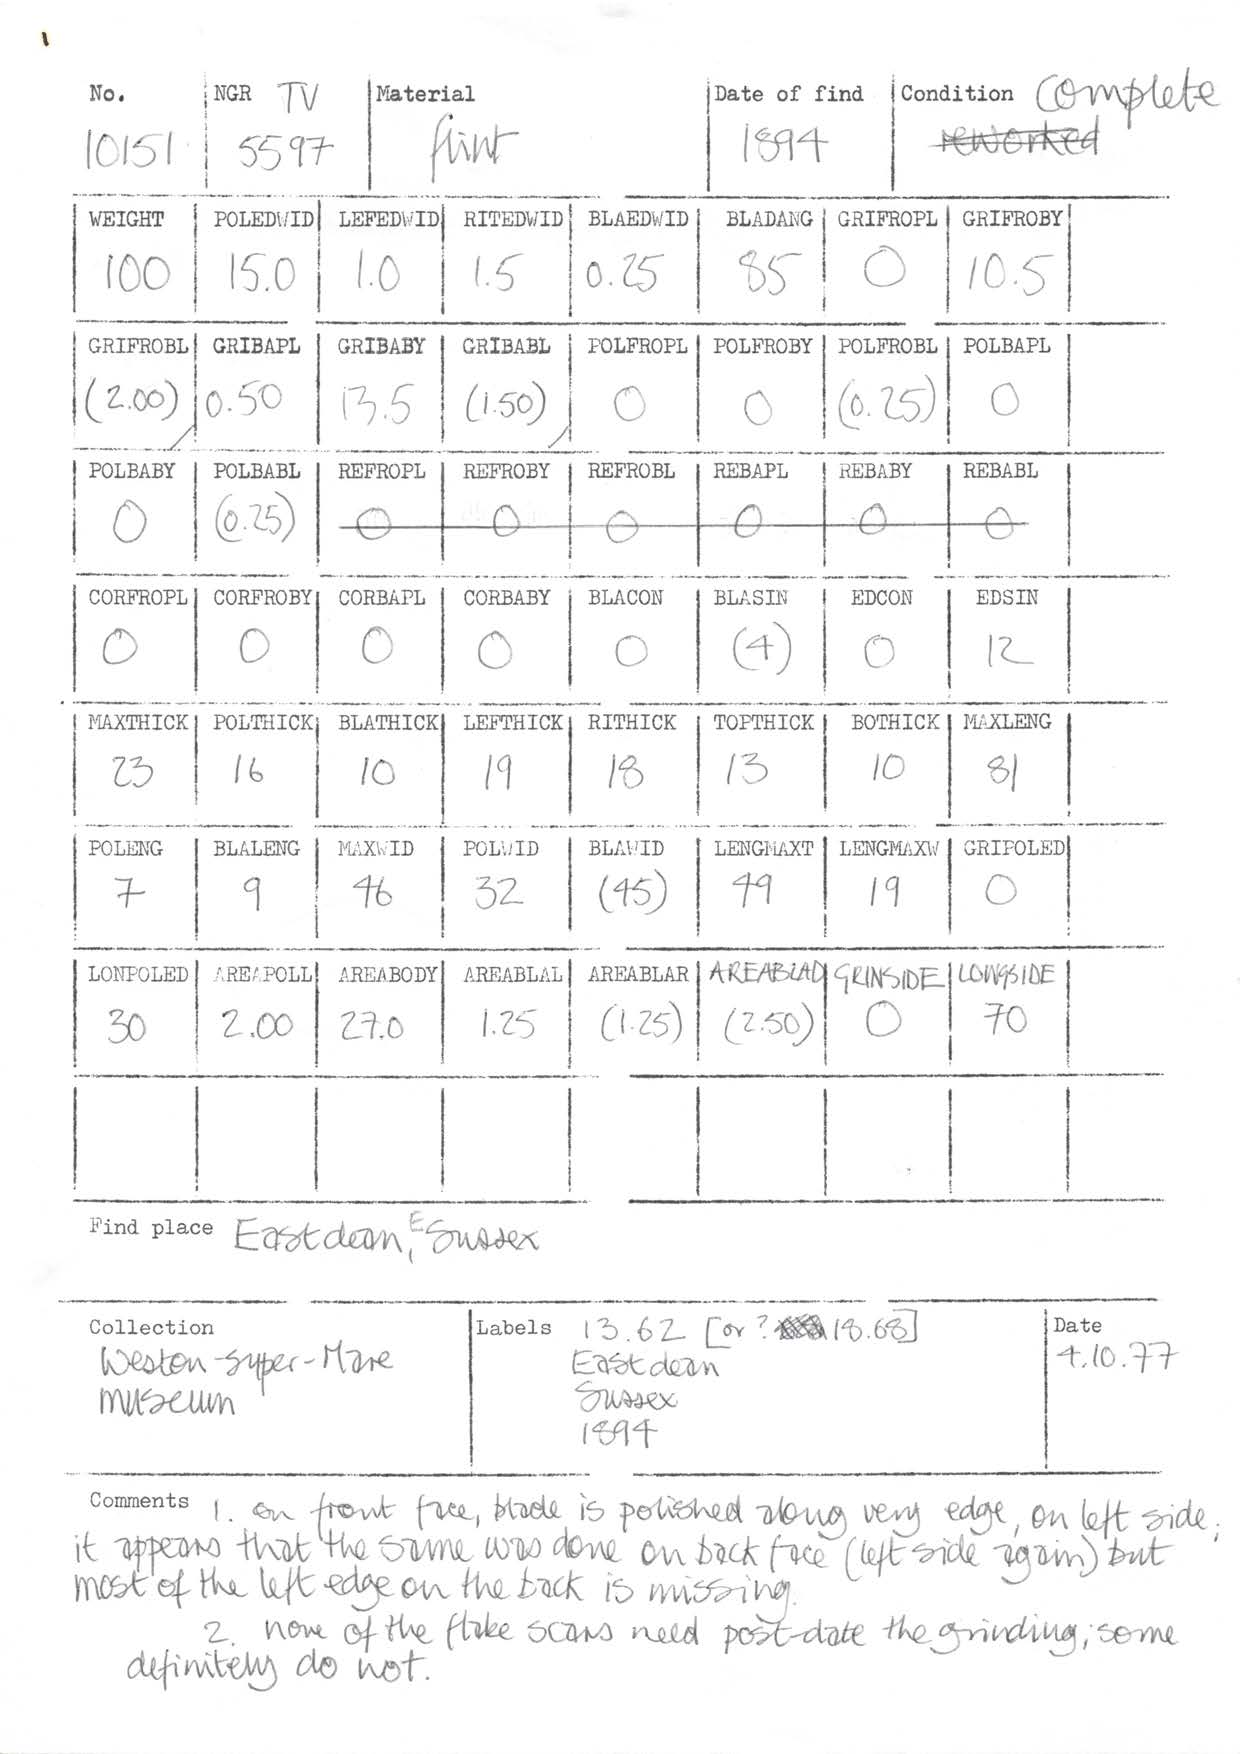 No. NGR TV Material Date of find Condition complete
10151 5597 flint 1894 reworked
WEIGHT POLEDWID LEFEDWID RITEDWID BLAEDWID BLADANG GRIFROPL GRIFROBY
100 15.0 1.0 1.5 0.25 85 0 10.5
GRIFROBL GRIBAPL GRIBABY GRIBABL POLFROPL POLFROBY POLFROBL POLBAPL
(2.00) 0.50 13.5 (1.50) 0 0 (0.25) 0
POLBABY POLBABL REFROPL REFROBY REFROBL REBAPL REBABY REBABL
0 (0.25) 0 0 0 0 0 0
CORFROPL CORFROBY CORBAPL CORBABY BLACON BLASIN EDCON EDSIN
0 0 0 0 0 (4) 0 12
MAXTHICK POLTHICK BLATHICK LEFTHICK RITHICK TOPTHICK BOTHICK MAXLENG
23 16 10 19 18 13 10 81
POLENG BLALENG MAXWID POLWID BLAWID LENGMAXT LENGMAXW GRIPOLED
7 9 46 32 (45) 49 19 0
LONPOLED AREAPOLL AREABODY AREABLAL AREABLAR AREABLAD GRINSIDE LONGSIDE
30 2.00 27.0 1.25 (1.25) (2.50) 0 70
Find place Eastdean, E Sussex
Collection Labels 13.62 [or ? 18.68] Date
Weston-super-Mare Eastdean 4.10.77
museum Sussex
1894
Comments 1. on front face, blade is polished along very edge, on left side;
it appears that the same was done on back face (left side again) but
most of the left edge on the back is missing.
2. none of the flake scars need post-date the grinding; some
definitely do not.